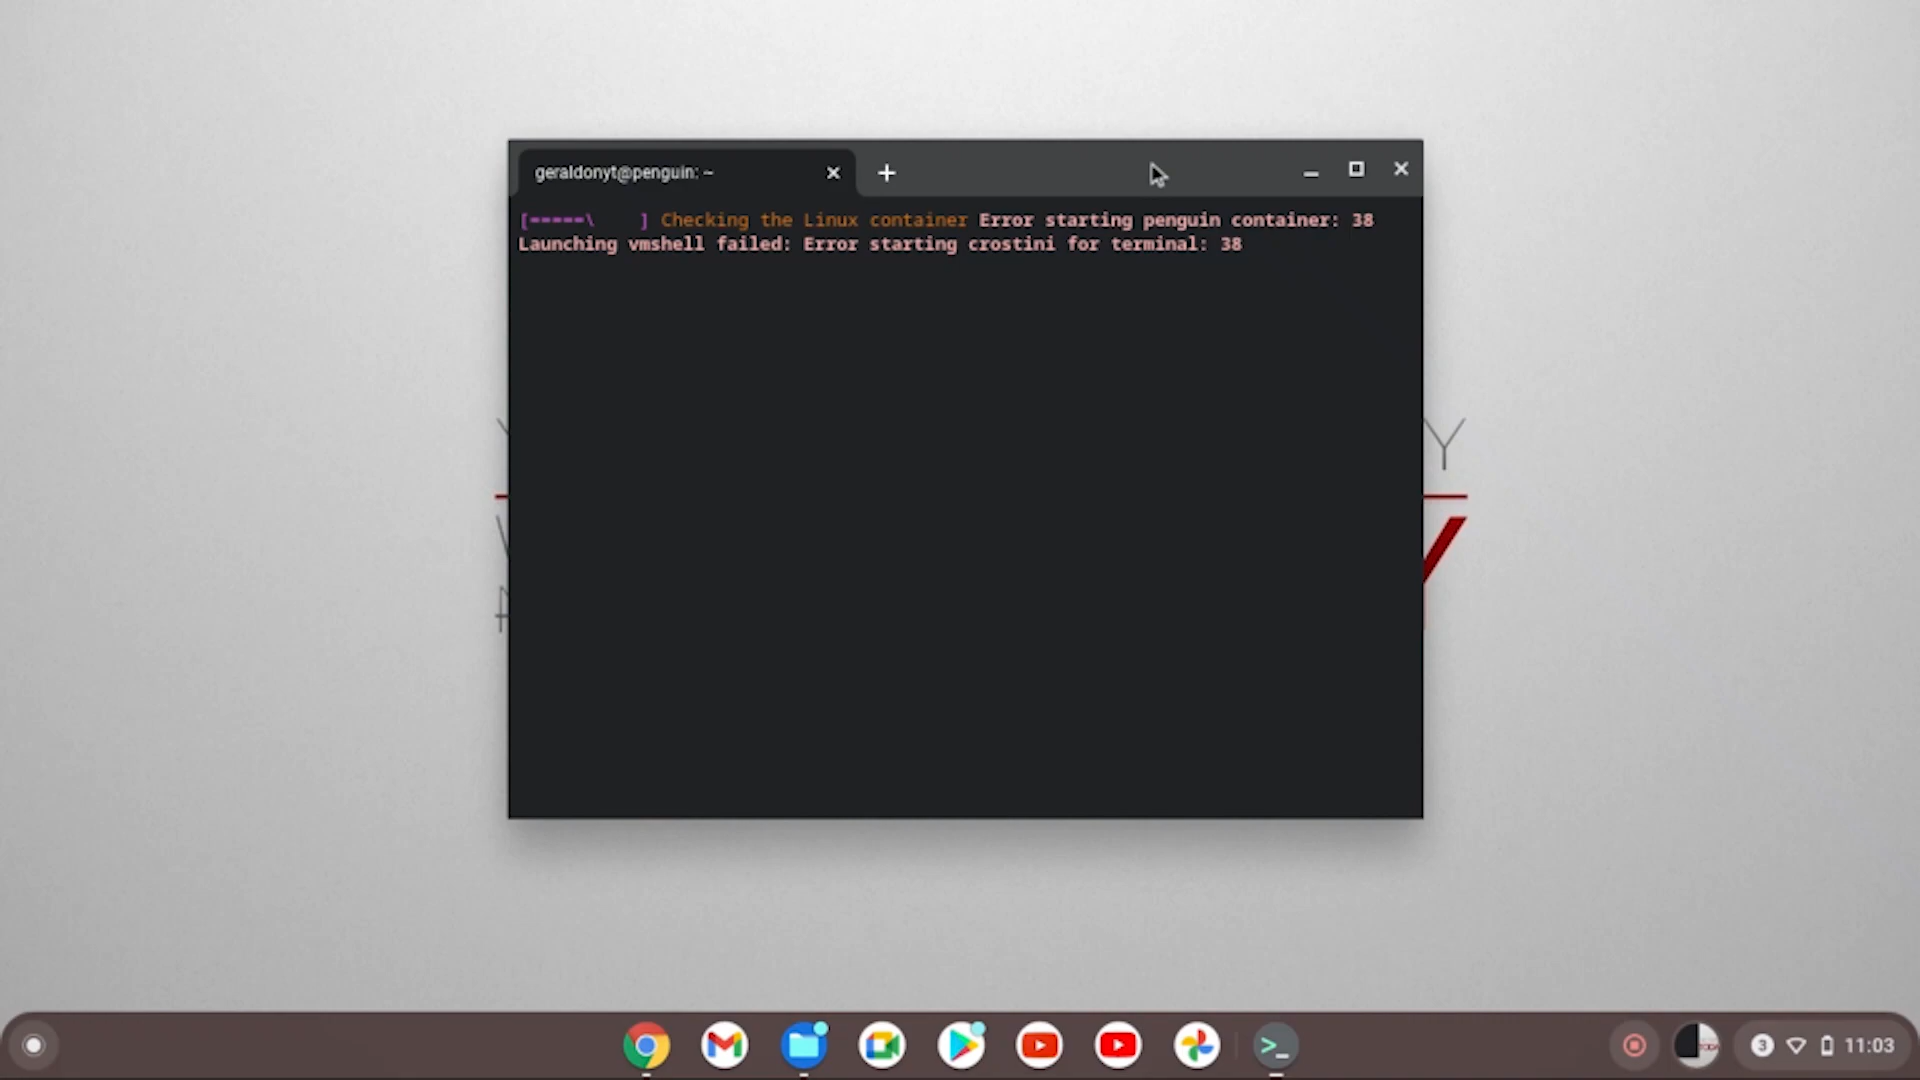 geraldonyt@penguin: ~
[=====\    ] Checking the Linux container Error starting penguin container: 38
Launching vmshell failed: Error starting crostini for terminal: 38
Y
Y
3
11:03